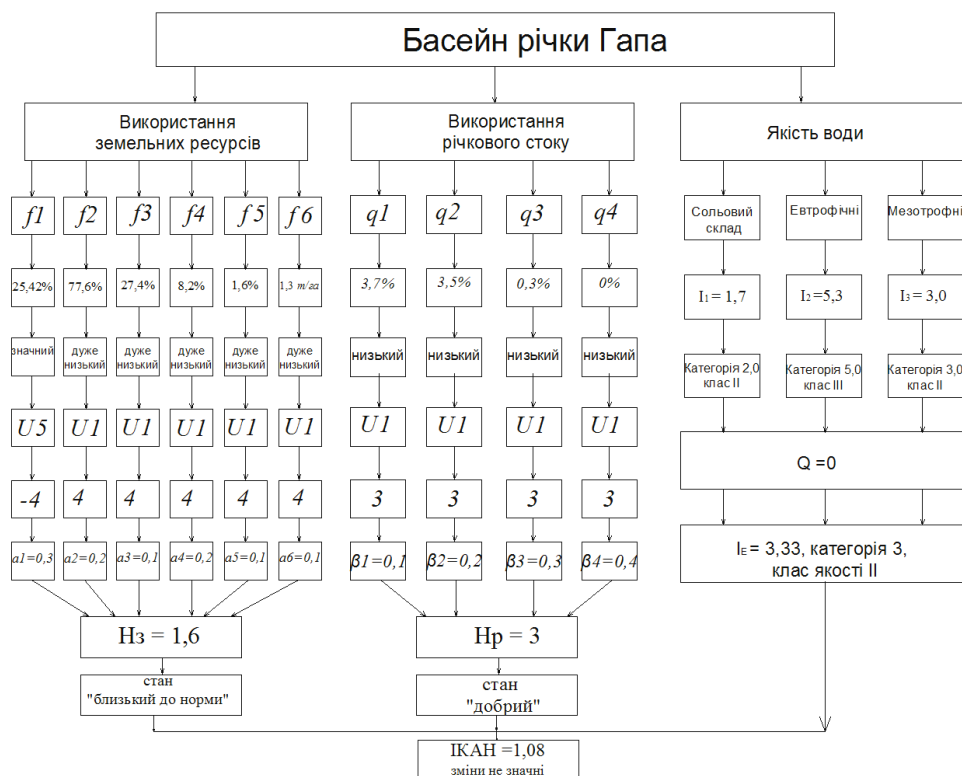 Басейн річки Гапа
Використання
земельних ресурсів
Використання
річкового стоку
Якість води
f1 f2 f3 f4 f5 f6
q1 q2 q3 q4
Сольовий
склад
Евтрофічні
Мезотрофні
25,42% 77,6% 27,4% 8,2% 1,6% 1,3 т/га
3,7% 3,5% 0,3% 0%
I1 = 1,7 I2=5,3 I3 = 3,0
значний
дуже
низький
дуже
низький
дуже
низький
дуже
низький
дуже
низький
низький низький низький низький
Категорія 2,0
клас II
Категорія 5,0
клас III
Категорія 3,0
клас II
U5 U1 U1 U1 U1 U1
U1 U1 U1 U1
Q =0
-4 4 4 4 4 4
3 3 3 3
a1=0,3 a2=0,2 a3=0,1 a4=0,2 a5=0,1 a6=0,1
β1=0,1 β2=0,2 β3=0,3 β4=0,4
IE = 3,33, категорія 3,
клас якості II
Нз = 1,6
Нр = 3
стан
"близький до норми"
стан
"добрий"
ІКАН =1,08
зміни не значні